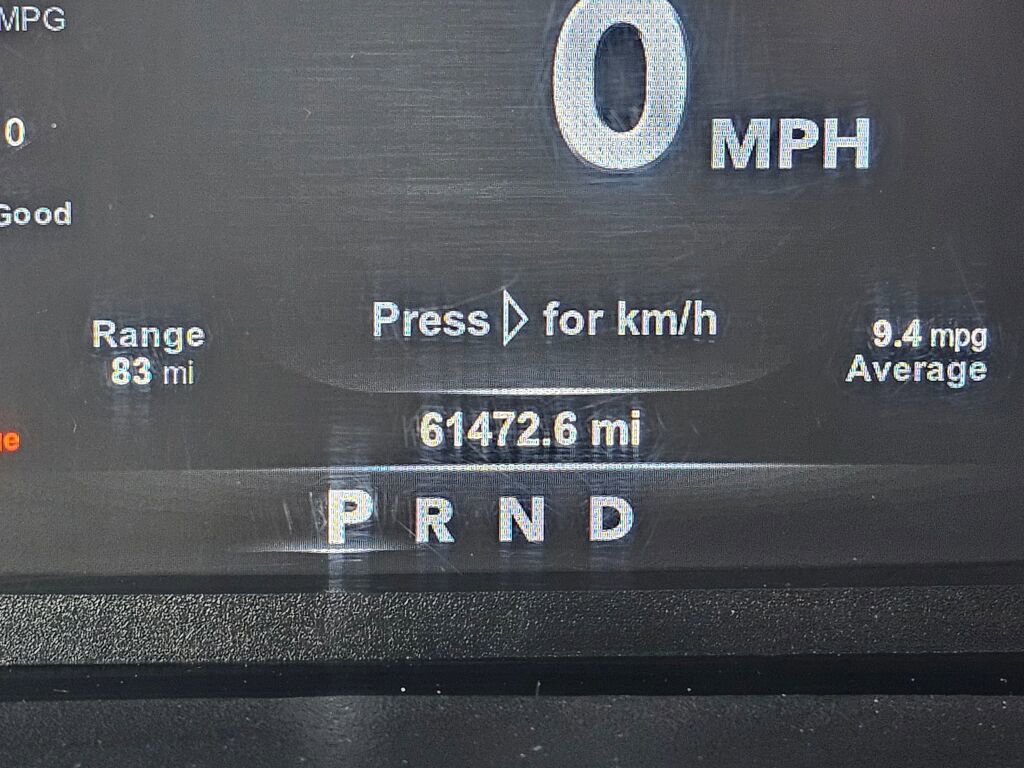 MPG
0
MPH
0
Good
Press ▷ for km/h
Range
83 mi
9.4 mpg
Average
61472.6 mi
P R N D